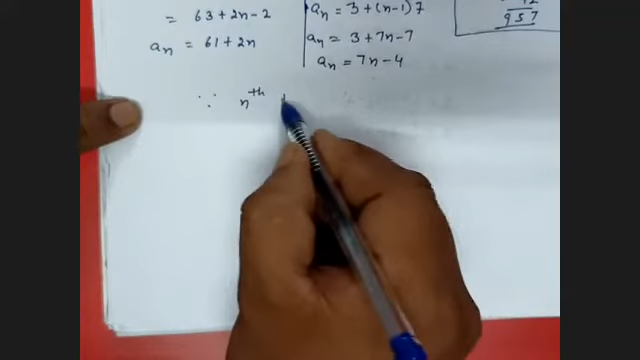 = 63 + 2n - 2
aₙ = 61 + 2n
aₙ = 3 + (n-1) 7
aₙ = 3 + 7n - 7
aₙ = 7n - 4
957
∵ nᵗʰ